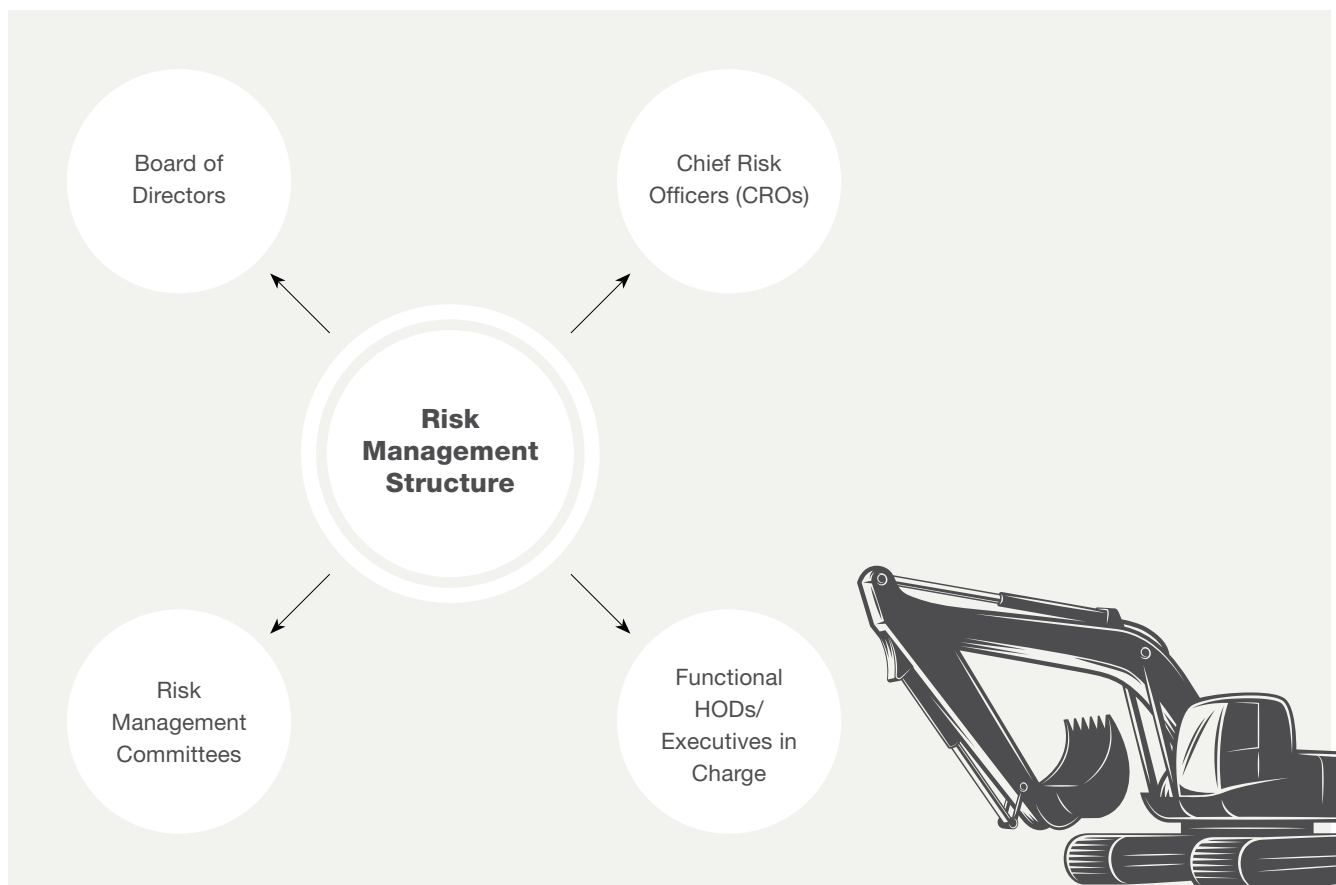 Board of
Directors
Chief Risk
Officers (CROs)
Risk
Management
Structure
Risk
Management
Committees
Functional
HODs/
Executives in
Charge